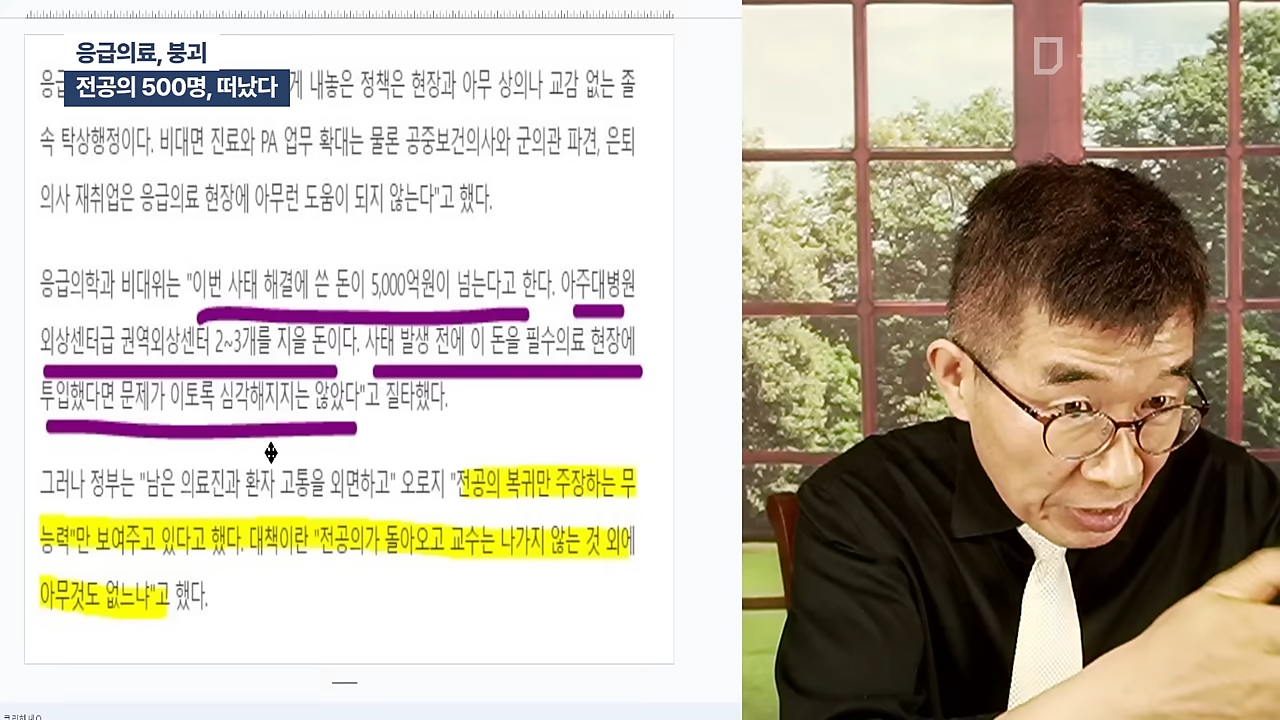 응급의료, 붕괴
전공의 500명, 떠났다
응급 게 내놓은 정책은 현장과 아무 상의나 교감 없는 졸
속 탁상행정이다. 비대면 진료와 PA 업무 확대는 물론 공중보건의사와 군의관 파견, 은퇴
의사 재취업은 응급의료 현장에 아무런 도움이 되지 않는다"고 했다.
응급의학과 비대위는 "이번 사태 해결에 쓴 돈이 5,000억원이 넘는다고 한다. 아주대병원
외상센터급 권역외상센터 2~3개를 지을 돈이다. 사태 발생 전에 이 돈을 필수의료 현장에
투입했다면 문제가 이토록 심각해지지는 않았다"고 질타했다.
그러나 정부는 "남은 의료진과 환자 고통을 외면하고" 오로지 "전공의 복귀만 주장하는 무
능력"만 보여주고 있다고 했다. 대책이란 "전공의가 돌아오고 교수는 나가지 않는 것 외에
아무것도 없느냐"고 했다.